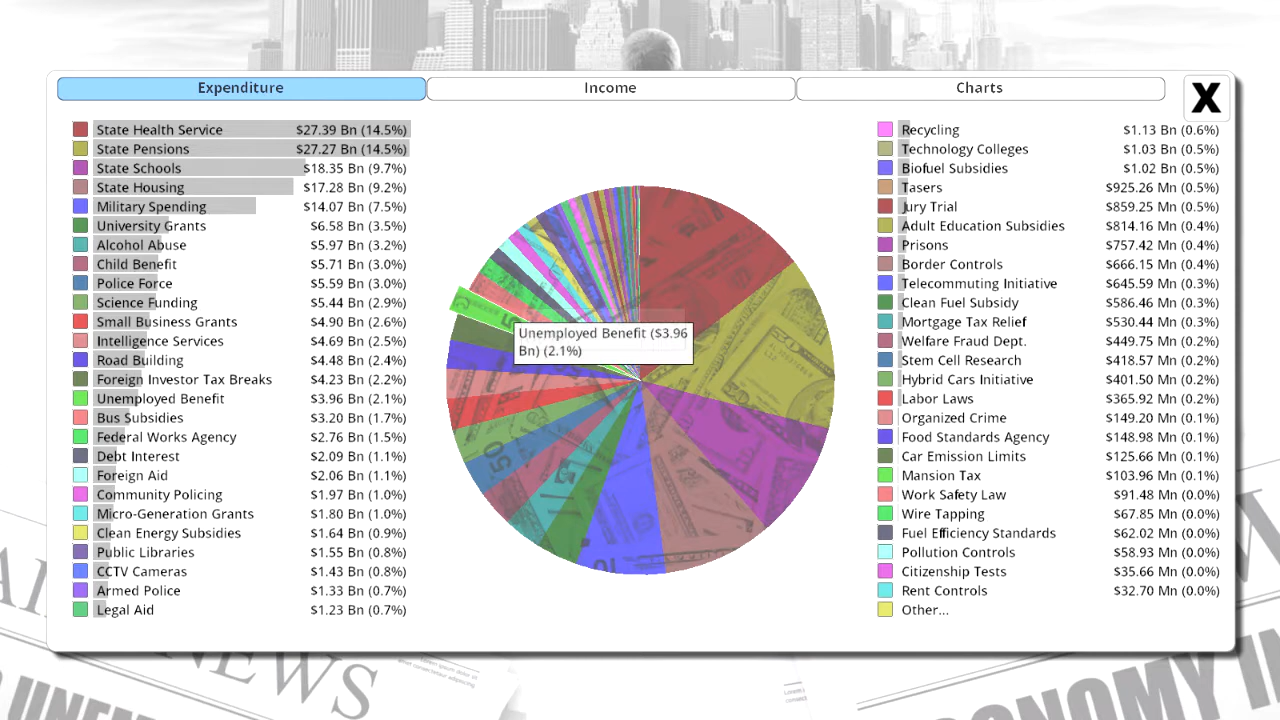 Expenditure
Income
Charts
X
State Health Service $27.39 Bn (14.5%)
State Pensions $27.27 Bn (14.5%)
State Schools $18.35 Bn (9.7%)
State Housing $17.28 Bn (9.2%)
Military Spending $14.07 Bn (7.5%)
University Grants $6.58 Bn (3.5%)
Alcohol Abuse $5.97 Bn (3.2%)
Child Benefit $5.71 Bn (3.0%)
Police Force $5.59 Bn (3.0%)
Science Funding $5.44 Bn (2.9%)
Small Business Grants $4.90 Bn (2.6%)
Intelligence Services $4.69 Bn (2.5%)
Road Building $4.48 Bn (2.4%)
Foreign Investor Tax Breaks $4.23 Bn (2.2%)
Unemployed Benefit $3.96 Bn (2.1%)
Bus Subsidies $3.20 Bn (1.7%)
Federal Works Agency $2.76 Bn (1.5%)
Debt Interest $2.09 Bn (1.1%)
Foreign Aid $2.06 Bn (1.1%)
Community Policing $1.97 Bn (1.0%)
Micro-Generation Grants $1.80 Bn (1.0%)
Clean Energy Subsidies $1.64 Bn (0.9%)
Public Libraries $1.55 Bn (0.8%)
CCTV Cameras $1.43 Bn (0.8%)
Armed Police $1.33 Bn (0.7%)
Legal Aid $1.23 Bn (0.7%)
Unemployed Benefit ($3.96
Bn) (2.1%)
Recycling $1.13 Bn (0.6%)
Technology Colleges $1.03 Bn (0.5%)
Biofuel Subsidies $1.02 Bn (0.5%)
Tasers $925.26 Mn (0.5%)
Jury Trial $859.25 Mn (0.5%)
Adult Education Subsidies $814.16 Mn (0.4%)
Prisons $757.42 Mn (0.4%)
Border Controls $666.15 Mn (0.4%)
Telecommuting Initiative $645.59 Mn (0.3%)
Clean Fuel Subsidy $586.46 Mn (0.3%)
Mortgage Tax Relief $530.44 Mn (0.3%)
Welfare Fraud Dept. $449.75 Mn (0.2%)
Stem Cell Research $418.57 Mn (0.2%)
Hybrid Cars Initiative $401.50 Mn (0.2%)
Labor Laws $365.92 Mn (0.2%)
Organized Crime $149.20 Mn (0.1%)
Food Standards Agency $148.98 Mn (0.1%)
Car Emission Limits $125.66 Mn (0.1%)
Mansion Tax $103.96 Mn (0.1%)
Work Safety Law $91.48 Mn (0.0%)
Wire Tapping $67.85 Mn (0.0%)
Fuel Efficiency Standards $62.02 Mn (0.0%)
Pollution Controls $58.93 Mn (0.0%)
Citizenship Tests $35.66 Mn (0.0%)
Rent Controls $32.70 Mn (0.0%)
Other...
NEWS